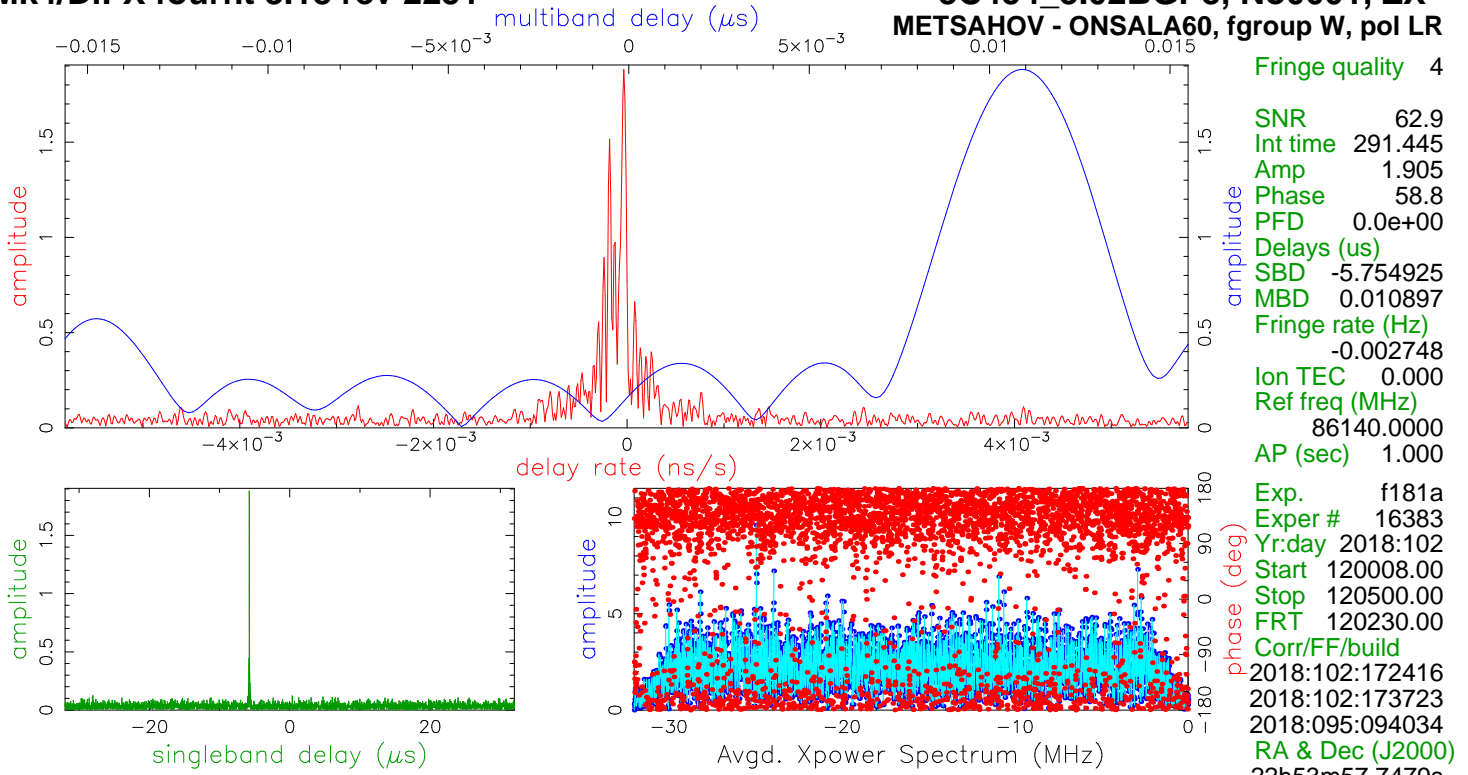 multiband delay (μs)
METSAHOV - ONSALA60, fgroup W, pol LR
−0.015 −0.01 −5×10⁻³ 0 5×10⁻³ 0.01 0.015
amplitude
0 0.5 1 1.5
amplitude
0 0.5 1 1.5
−4×10⁻³ −2×10⁻³ 0 2×10⁻³ 4×10⁻³
delay rate (ns/s)
Fringe quality 4
SNR 62.9
Int time 291.445
Amp 1.905
Phase 58.8
PFD 0.0e+00
Delays (us)
SBD -5.754925
MBD 0.010897
Fringe rate (Hz)
-0.002748
Ion TEC 0.000
Ref freq (MHz)
86140.0000
AP (sec) 1.000
Exp. f181a
Exper # 16383
Yr:day 2018:102
Start 120008.00
Stop 120500.00
FRT 120230.00
Corr/FF/build
2018:102:172416
2018:102:173723
2018:095:094034
RA & Dec (J2000)
amplitude
0 0.5 1 1.5
−20 0 20
singleband delay (μs)
amplitude
0 5 10
−30 −20 −10 0
Avgd. Xpower Spectrum (MHz)
−180 −90 0 90 180
phase (deg)